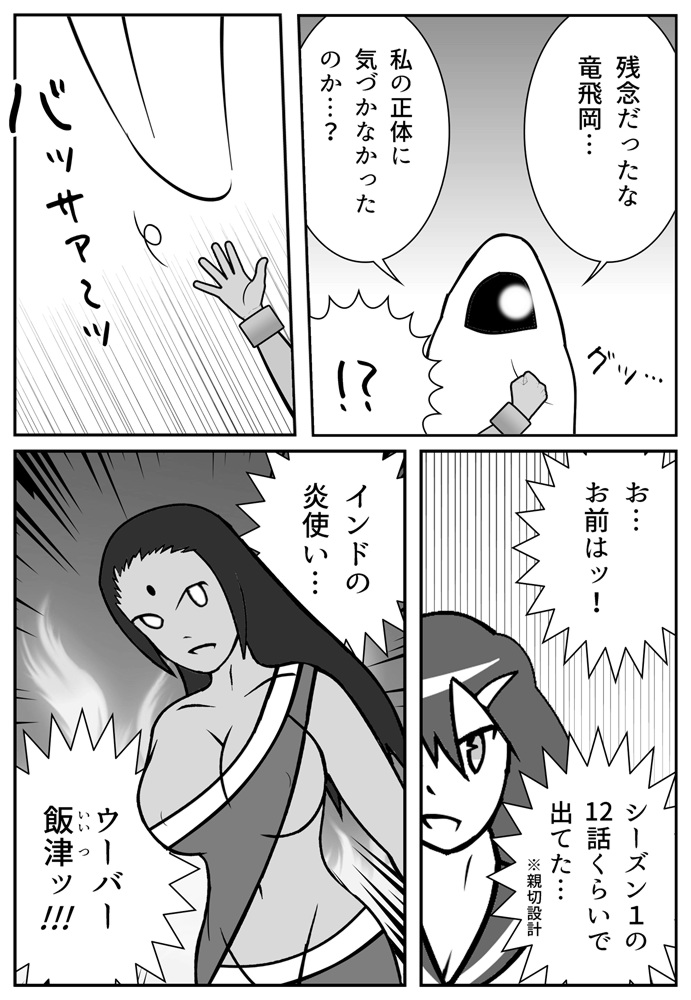 残念だったな
竜飛岡…
私の正体に
気づかなかった
のか…？
グッ…
！？
バッサァ〜ッ
お…
お前はッ！
シーズン１の
12話くらいで
出てた…
※親切設計
インドの
炎使い…
ウーバー
飯津ッ!!!
いいつ